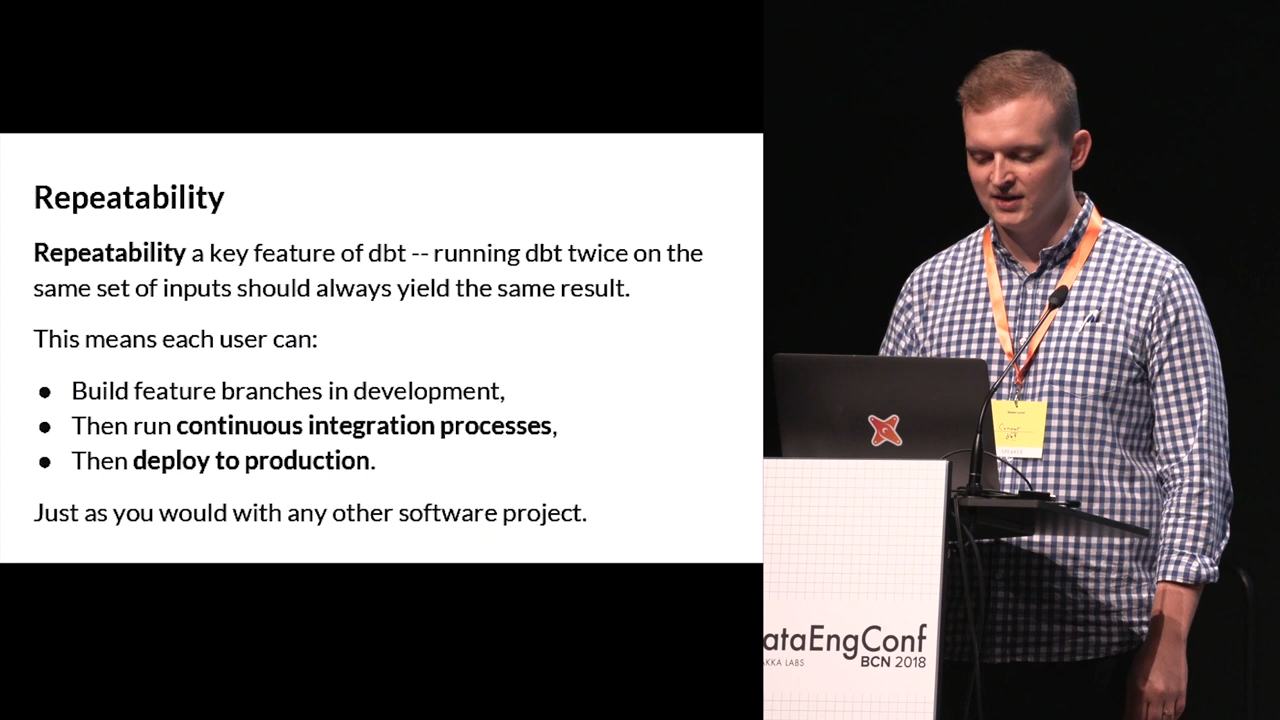 Repeatability
Repeatability a key feature of dbt -- running dbt twice on the
same set of inputs should always yield the same result.
This means each user can:
● Build feature branches in development,
● Then run continuous integration processes,
● Then deploy to production.
Just as you would with any other software project.
Connor
dbt
ataEngConf
AKKA LABS
BCN 2018